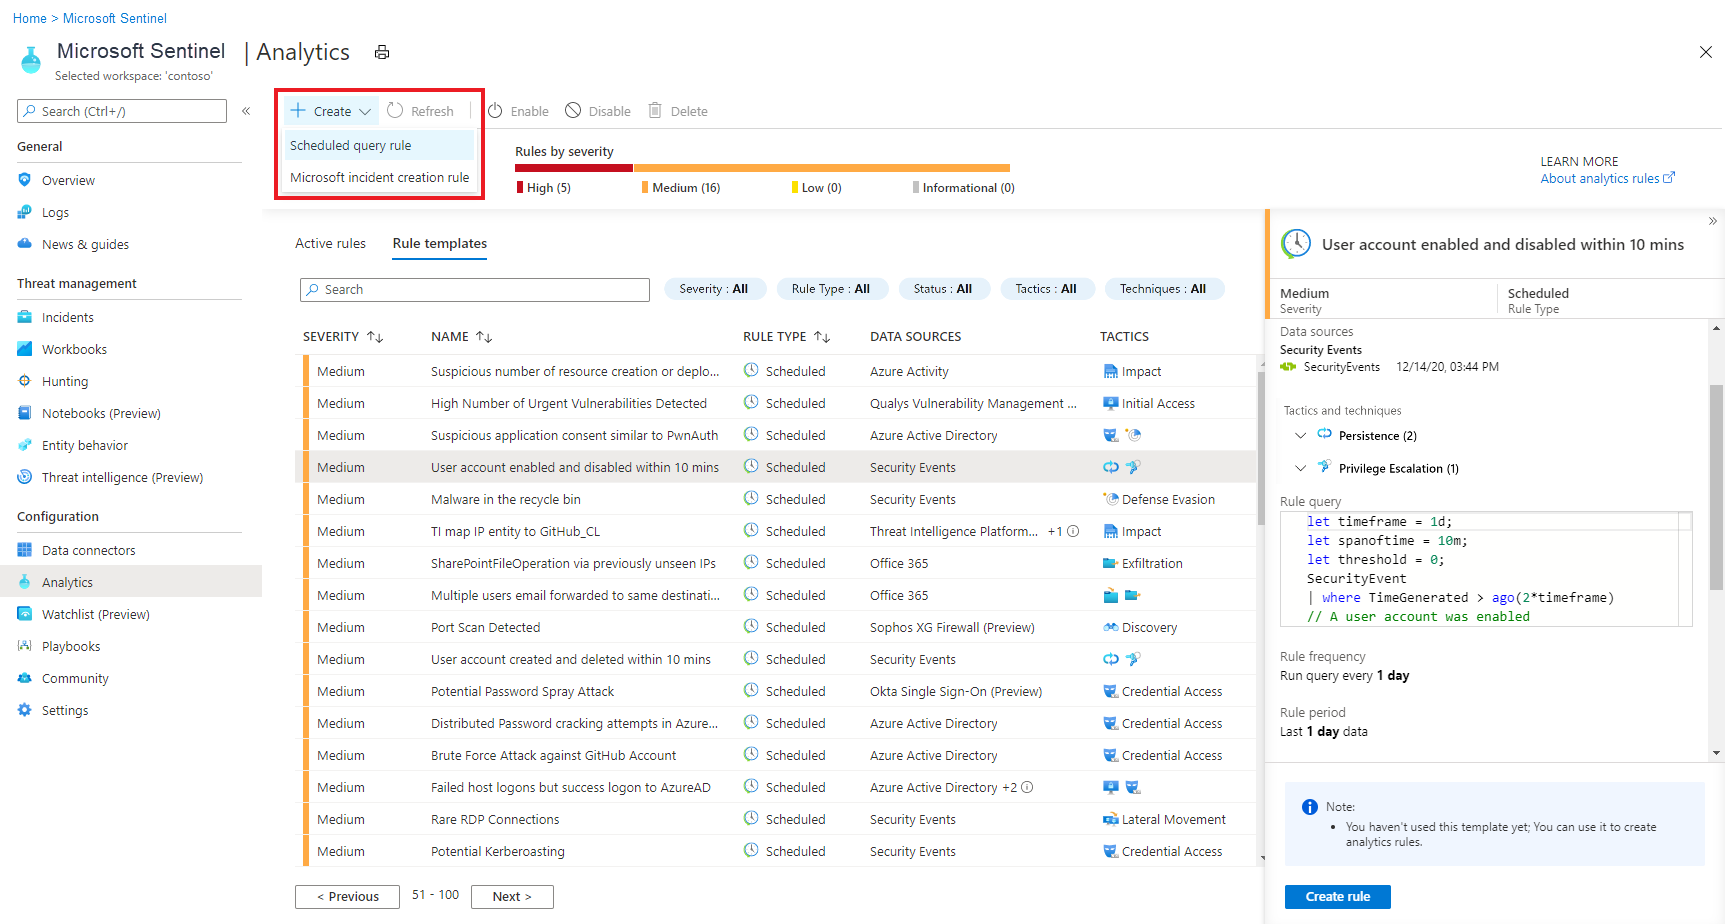 Home > Microsoft Sentinel
Microsoft Sentinel | Analytics
Selected workspace: 'contoso'
Search (Ctrl+/)
«
General
Overview
Logs
News & guides
Threat management
Incidents
Workbooks
Hunting
Notebooks (Preview)
Entity behavior
Threat intelligence (Preview)
Configuration
Data connectors
Analytics
Watchlist (Preview)
Playbooks
Community
Settings
Create Refresh Enable Disable Delete
Scheduled query rule
Microsoft incident creation rule
Rules by severity
High (5) Medium (16) Low (0) Informational (0)
LEARN MORE
About analytics rules
Active rules Rule templates
Search Severity : All Rule Type : All Status : All Tactics : All Techniques : All
SEVERITY NAME RULE TYPE DATA SOURCES TACTICS
Medium Suspicious number of resource creation or deplo... Scheduled Azure Activity Impact
Medium High Number of Urgent Vulnerabilities Detected Scheduled Qualys Vulnerability Management ... Initial Access
Medium Suspicious application consent similar to PwnAuth Scheduled Azure Active Directory
Medium User account enabled and disabled within 10 mins Scheduled Security Events
Medium Malware in the recycle bin Scheduled Security Events Defense Evasion
Medium TI map IP entity to GitHub_CL Scheduled Threat Intelligence Platform... +1 Impact
Medium SharePointFileOperation via previously unseen IPs Scheduled Office 365 Exfiltration
Medium Multiple users email forwarded to same destinati... Scheduled Office 365
Medium Port Scan Detected Scheduled Sophos XG Firewall (Preview) Discovery
Medium User account created and deleted within 10 mins Scheduled Security Events
Medium Potential Password Spray Attack Scheduled Okta Single Sign-On (Preview) Credential Access
Medium Distributed Password cracking attempts in Azure... Scheduled Azure Active Directory Credential Access
Medium Brute Force Attack against GitHub Account Scheduled Azure Active Directory Credential Access
Medium Failed host logons but success logon to AzureAD Scheduled Azure Active Directory +2
Medium Rare RDP Connections Scheduled Security Events Lateral Movement
Medium Potential Kerberoasting Scheduled Security Events Credential Access
< Previous 51 - 100 Next >
»
User account enabled and disabled within 10 mins
Medium Scheduled
Severity Rule Type
Data sources
Security Events
SecurityEvents 12/14/20, 03:44 PM
Tactics and techniques
Persistence (2)
Privilege Escalation (1)
Rule query
let timeframe = 1d;
let spanoftime = 10m;
let threshold = 0;
SecurityEvent
| where TimeGenerated > ago(2*timeframe)
// A user account was enabled
Rule frequency
Run query every 1 day
Rule period
Last 1 day data
Note:
• You haven't used this template yet; You can use it to create
analytics rules.
Create rule